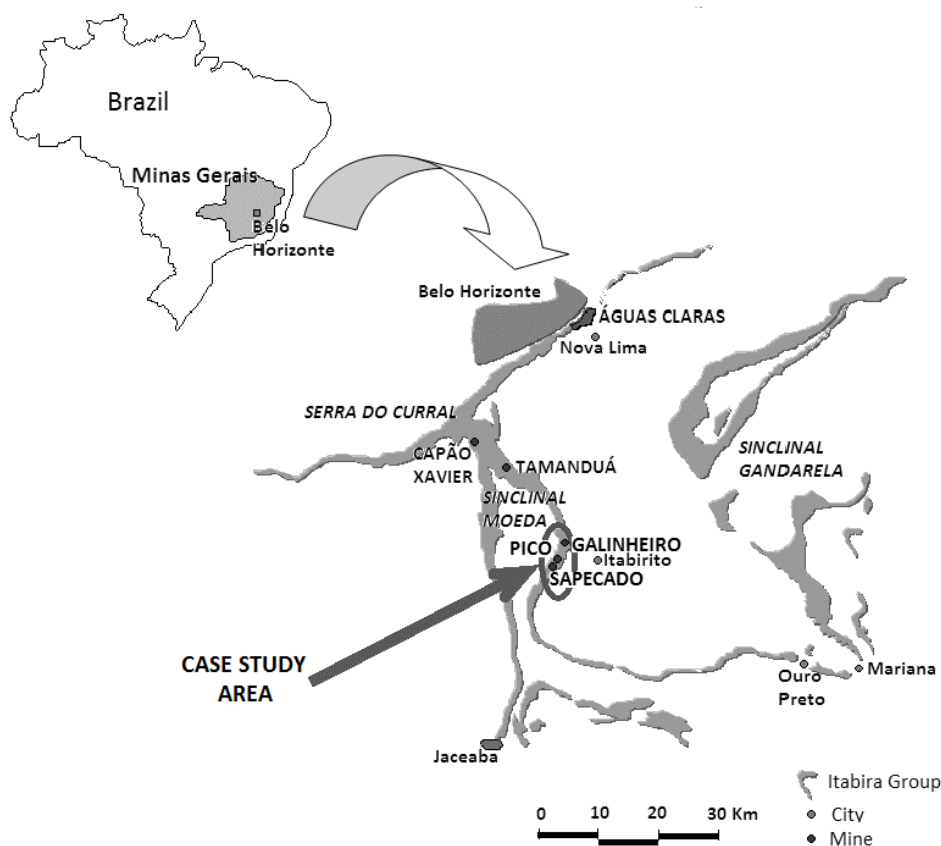 Brazil
Minas Gerais
Belo
Horizonte
Belo Horizonte
ÁGUAS CLARAS
Nova Lima
SERRA DO CURRAL
CAPÃO
XAVIER
TAMANDUÁ
SINCLINAL
GANDARELA
SINCLINAL
MOEDA
PICO
GALINHEIRO
Itabirito
SAPECADO
CASE STUDY
AREA
Ouro
Preto
Mariana
Jaceaba
Itabira Group
City
Mine
0 10 20 30 Km